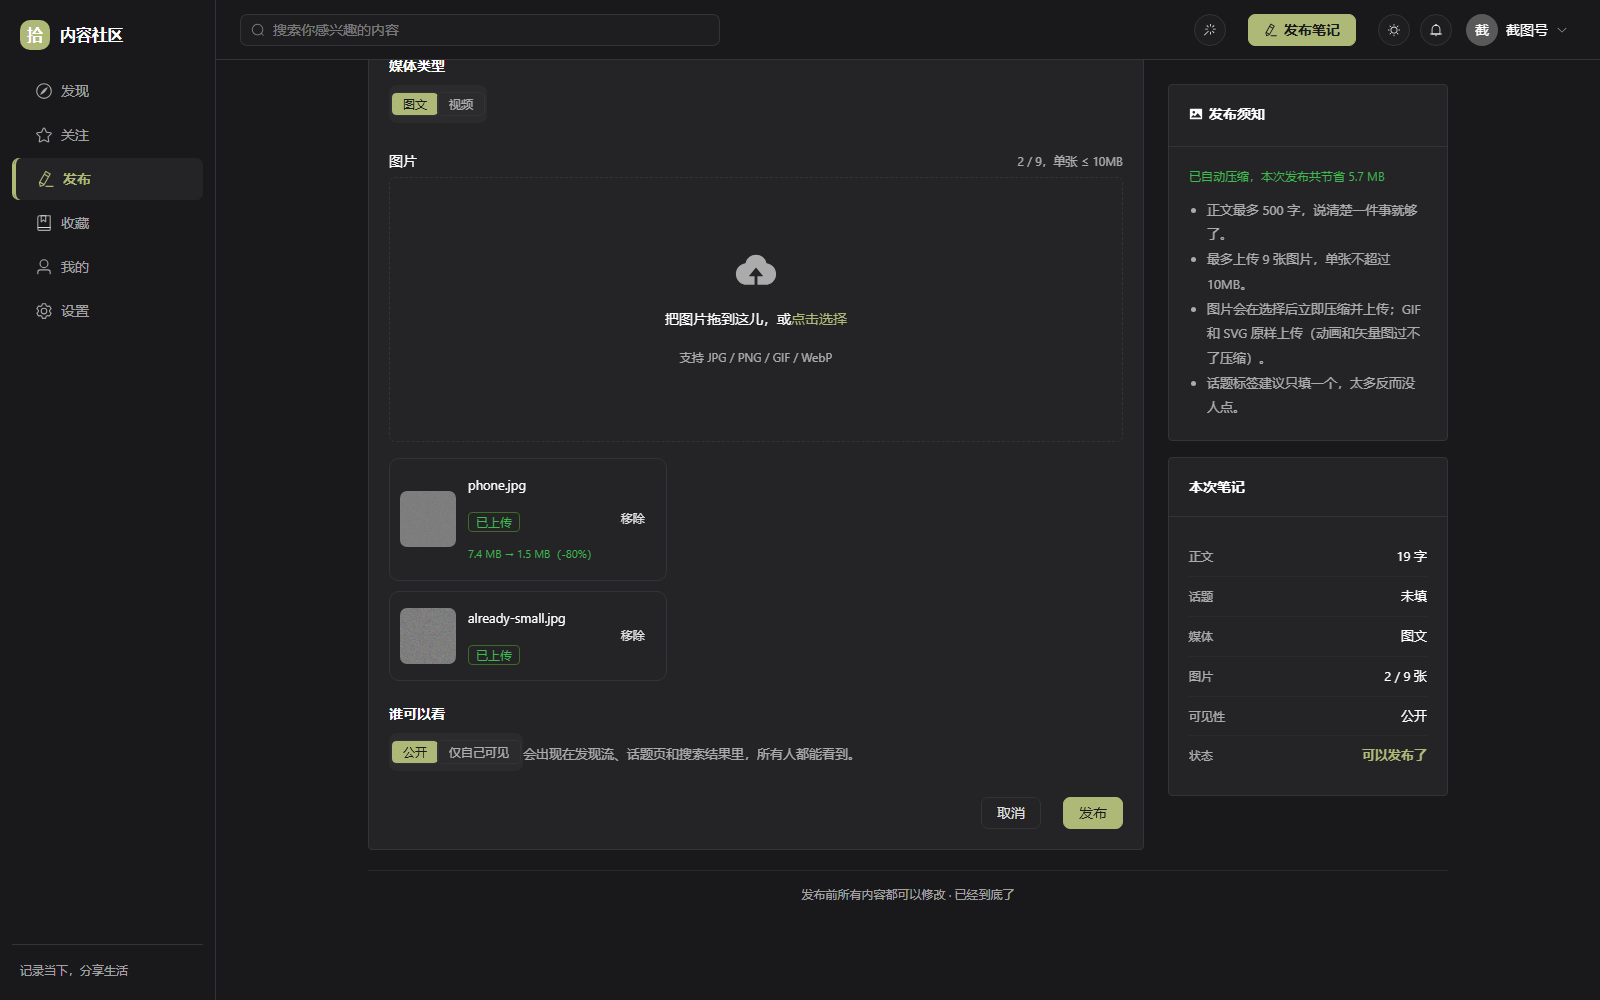 拾 内容社区
搜索你感兴趣的内容
发布笔记
截 截图号
发现
关注
发布
收藏
我的
设置
记录当下，分享生活
媒体类型
图文 视频
图片
2 / 9，单张 ≤ 10MB
把图片拖到这儿，或点击选择
支持 JPG / PNG / GIF / WebP
phone.jpg
已上传
7.4 MB → 1.5 MB（-80%）
移除
already-small.jpg
已上传
移除
谁可以看
公开 仅自己可见 会出现在发现流、话题页和搜索结果里，所有人都能看到。
取消 发布
发布须知
已自动压缩，本次发布共节省 5.7 MB
• 正文最多 500 字，说清楚一件事就够
了。
• 最多上传 9 张图片，单张不超过
10MB。
• 图片会在选择后立即压缩并上传；GIF
和 SVG 原样上传（动画和矢量图过不
了压缩）。
• 话题标签建议只填一个，太多反而没
人点。
本次笔记
正文 19 字
话题 未填
媒体 图文
图片 2 / 9 张
可见性 公开
状态 可以发布了
发布前所有内容都可以修改 · 已经到底了